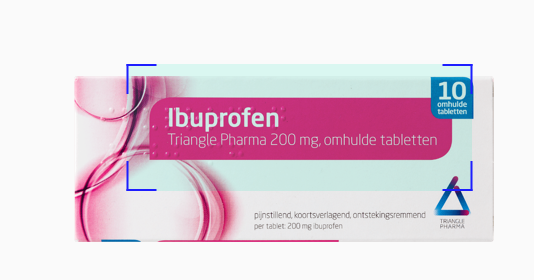 10
omhulde
tabletten
Ibuprofen
Triangle Pharma 200 mg, omhulde tabletten
pijnstillend, koortsverlagend, ontstekingsremmend
per tablet: 200 mg ibuprofen
TRIANGLE
PHARMA